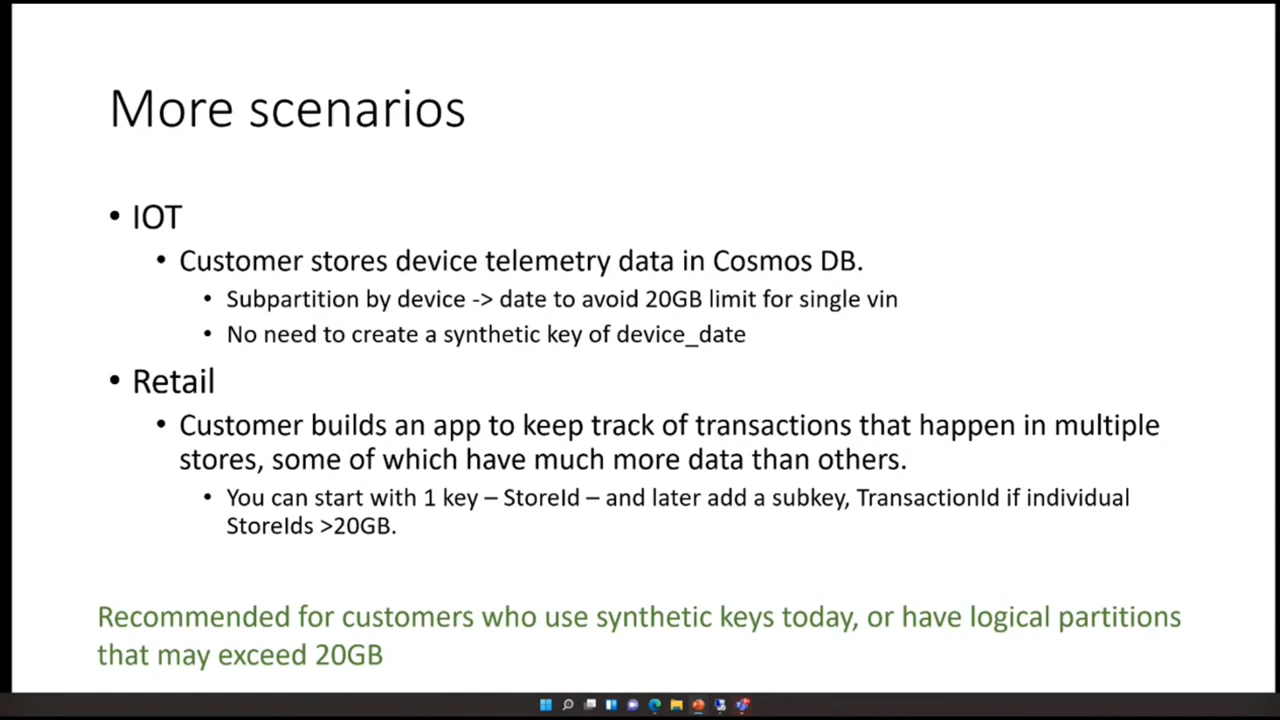 More scenarios
• IOT
• Customer stores device telemetry data in Cosmos DB.
• Subpartition by device -> date to avoid 20GB limit for single vin
• No need to create a synthetic key of device_date
• Retail
• Customer builds an app to keep track of transactions that happen in multiple
stores, some of which have much more data than others.
• You can start with 1 key – StoreId – and later add a subkey, TransactionId if individual
StoreIds >20GB.
Recommended for customers who use synthetic keys today, or have logical partitions
that may exceed 20GB